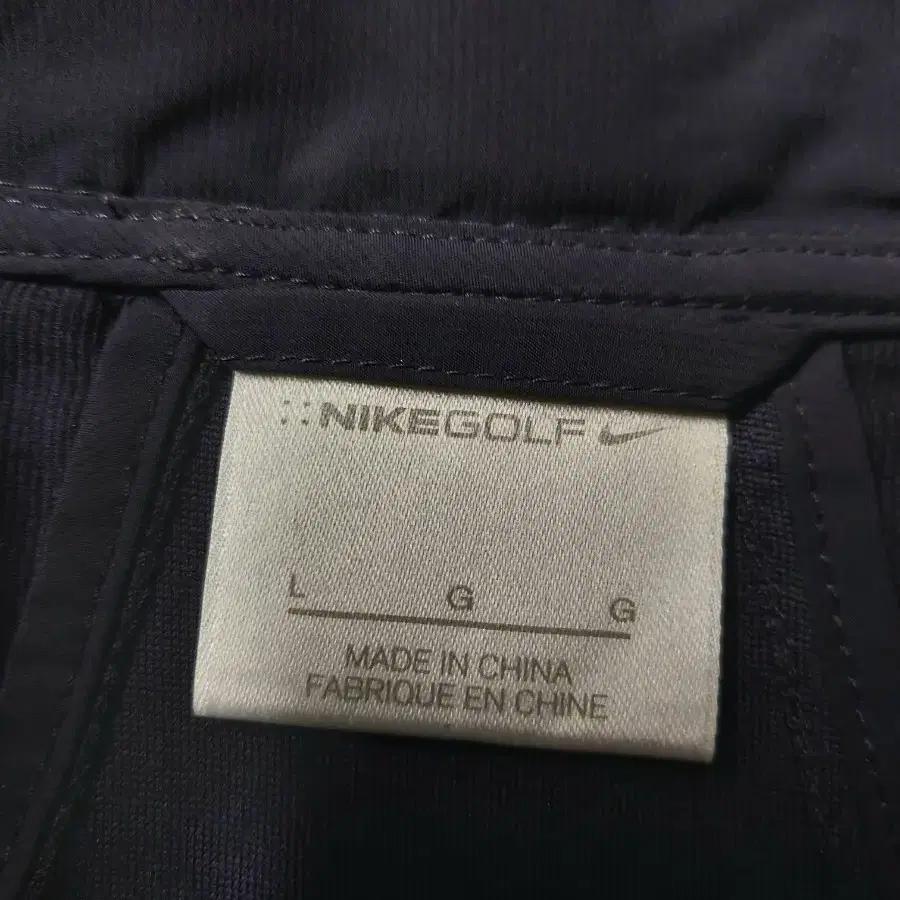 ::NIKEGOLF
L G G
MADE IN CHINA
FABRIQUE EN CHINE